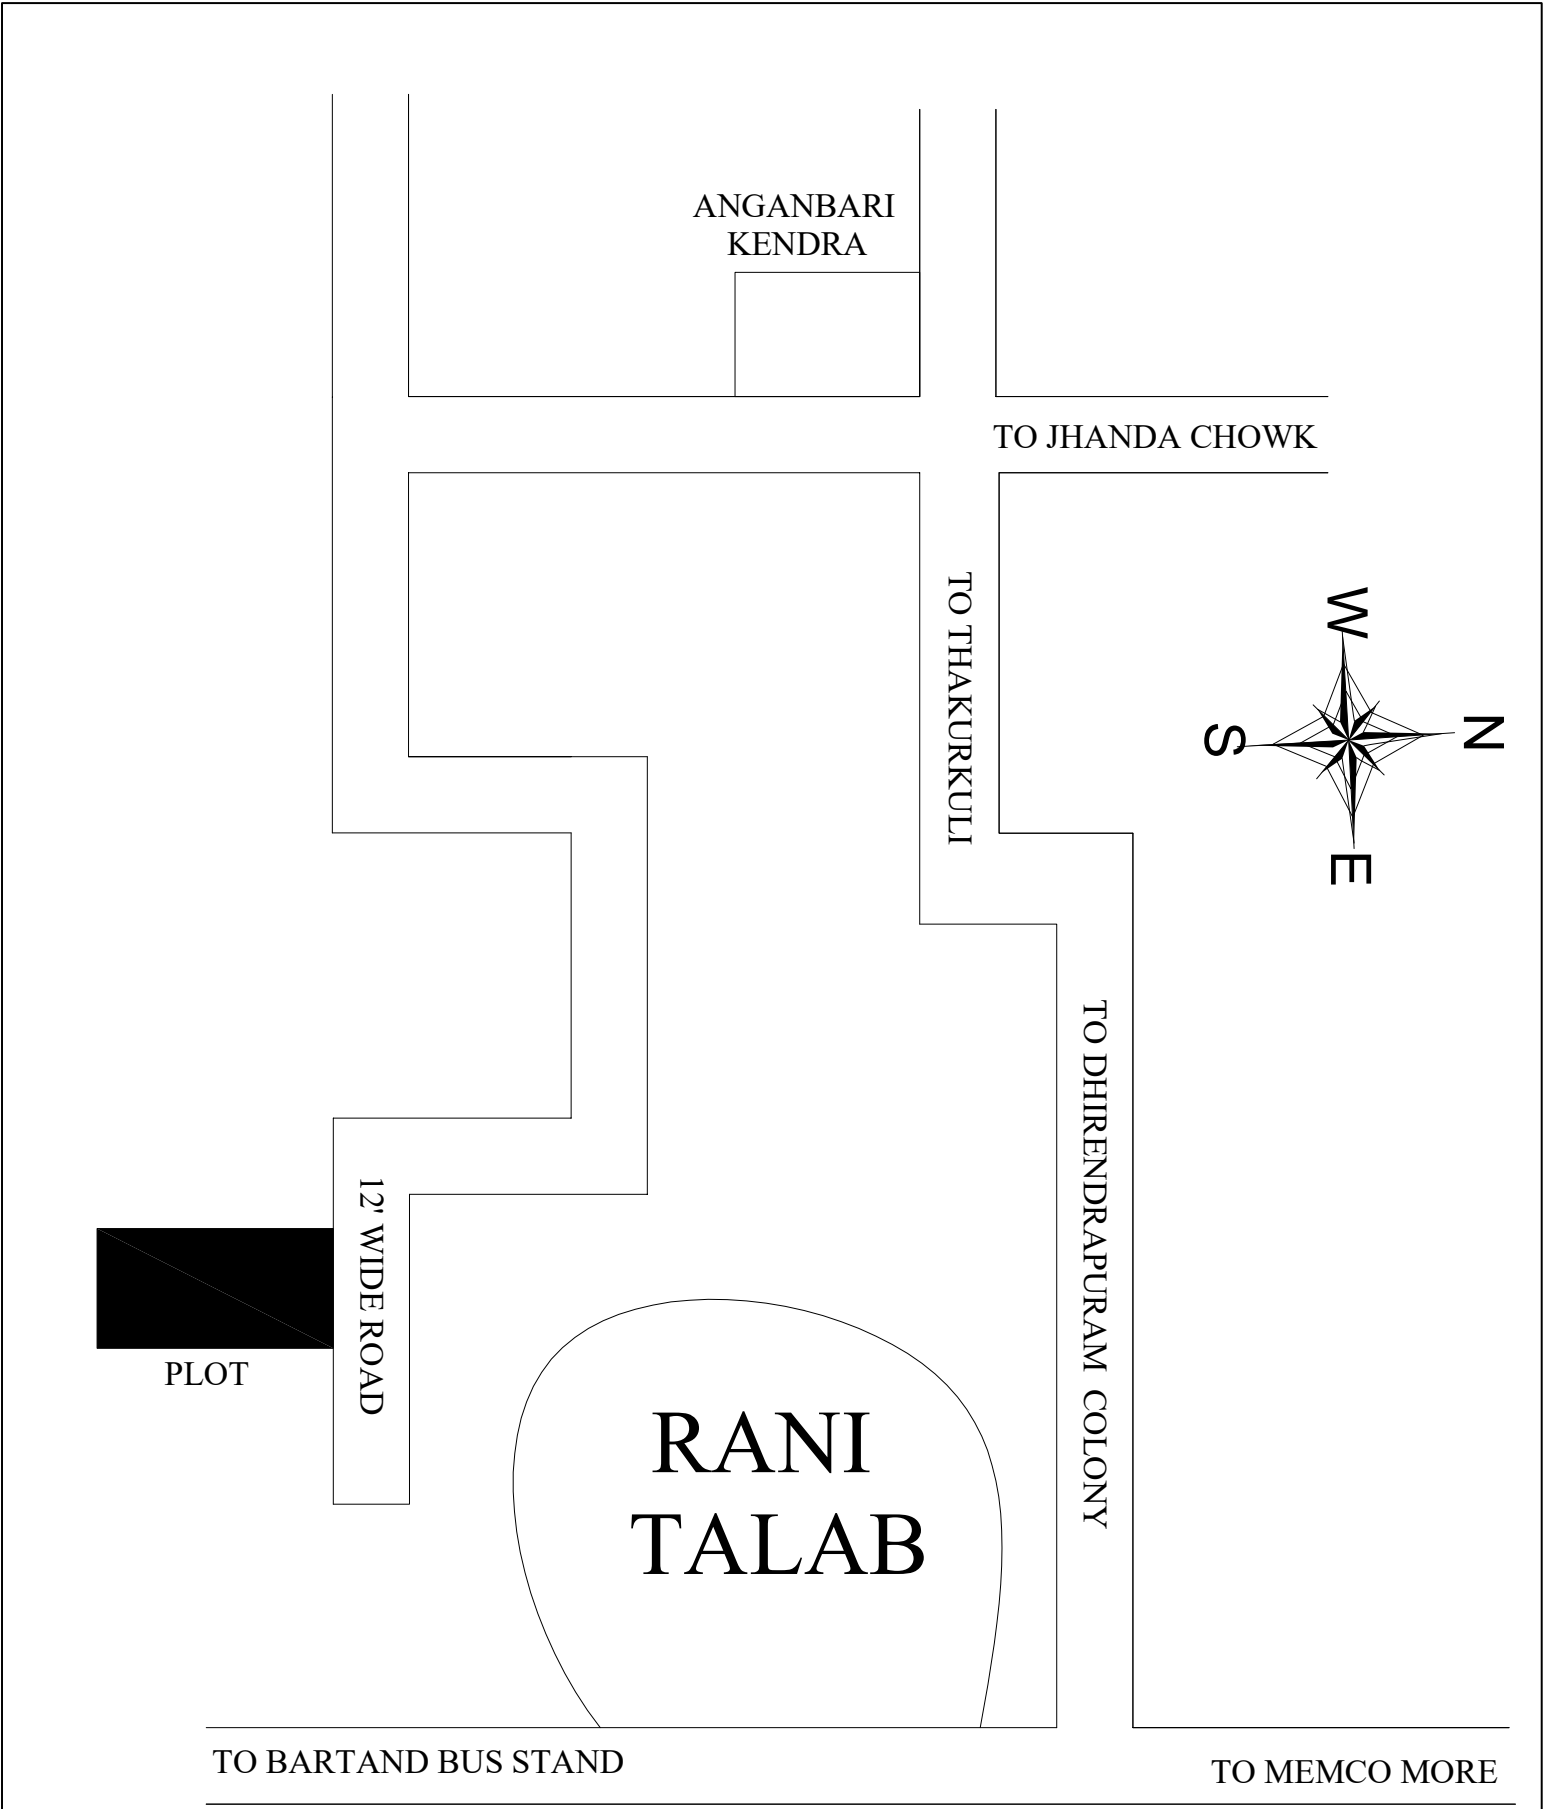 ANGANBARI
KENDRA
TO JHANDA CHOWK
TO THAKURKULI
W
N
S
E
TO DHIRENDRAPURAM COLONY
12' WIDE ROAD
PLOT
RANI
TALAB
TO BARTAND BUS STAND
TO MEMCO MORE